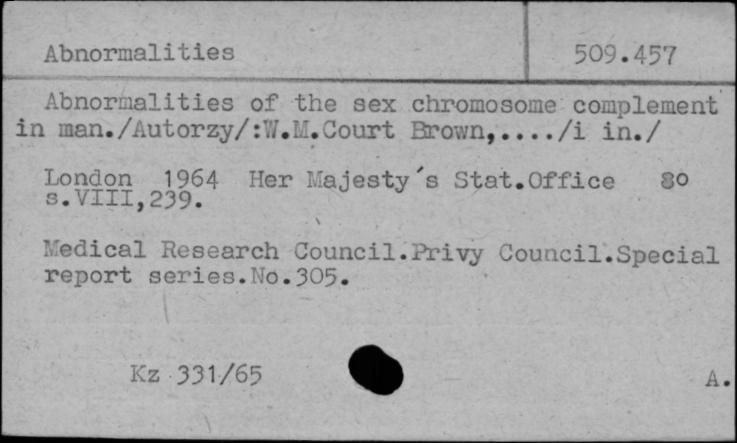 Abnormalities 509.457
Abnormalities of the sex chromosome complement
in man./Autorzy/:W.M.Court Brown,..../i in./
London 1964 Her Majesty's Stat.Office 8o
s.VIII,239.
Medical Research Council.Privy Council.Special
report series.No.305.
Kz 331/65 A.